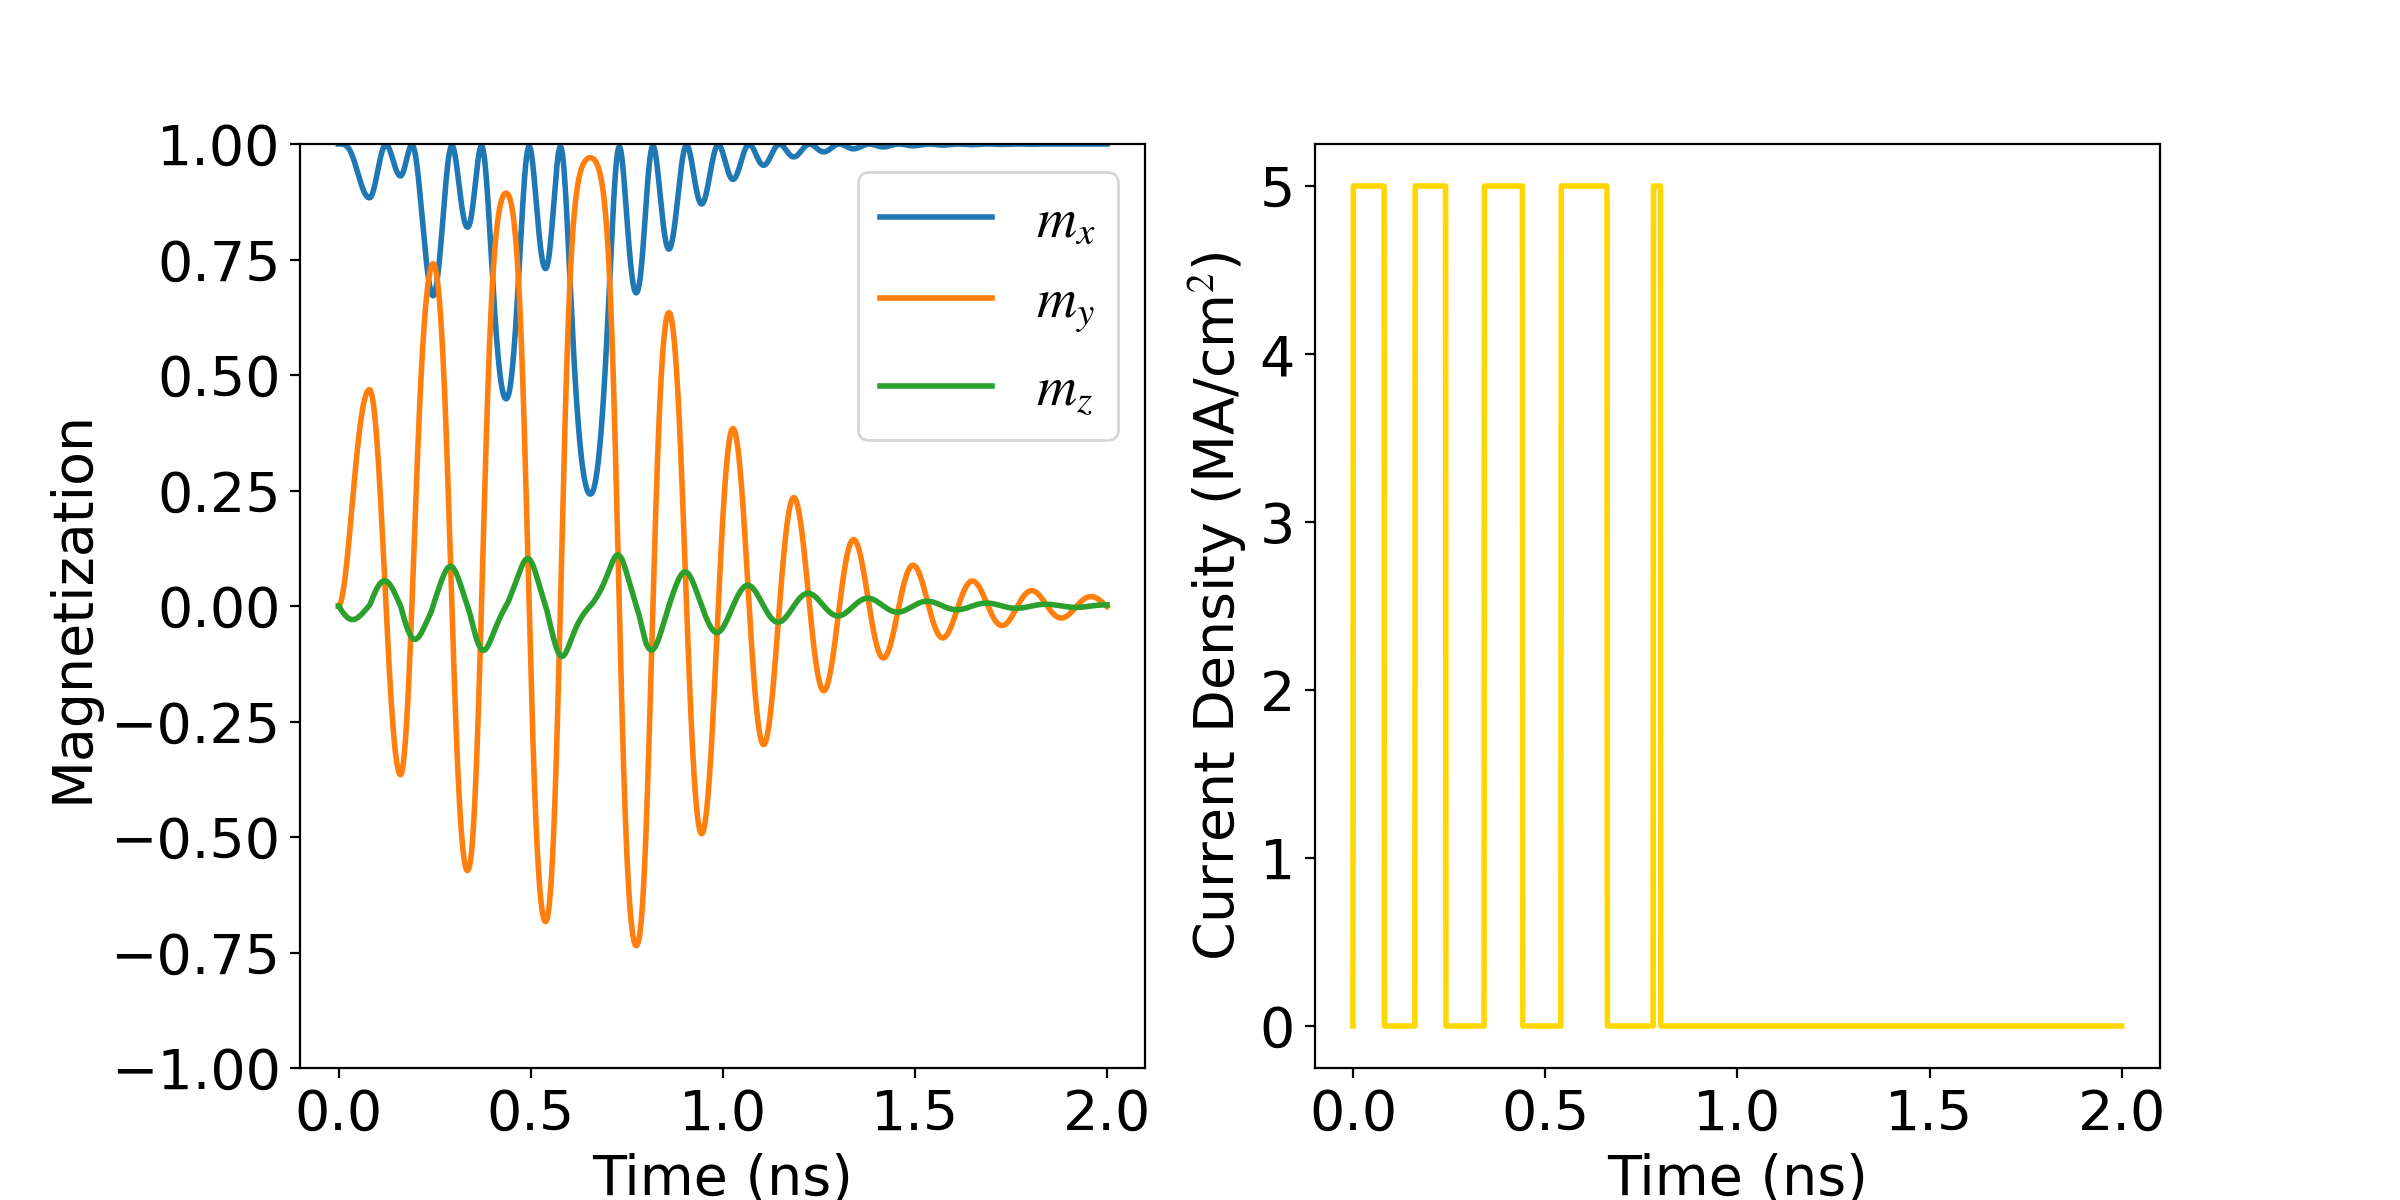 Magnetization
1.00
0.75
0.50
0.25
0.00
−0.25
−0.50
−0.75
−1.00
0.0 0.5 1.0 1.5 2.0
Time (ns)
m_x
m_y
m_z
Current Density (MA/cm²)
5
4
3
2
1
0
0.0 0.5 1.0 1.5 2.0
Time (ns)